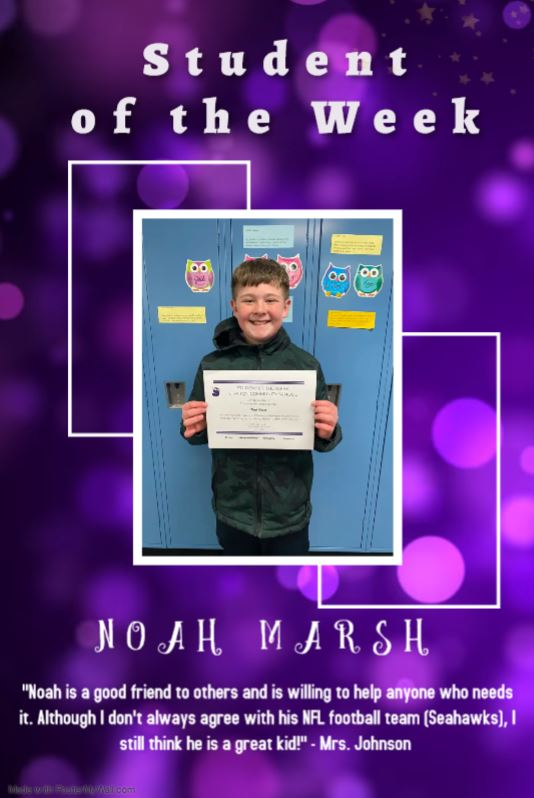 Student
of the Week
NOAH MARSH
"Noah is a good friend to others and is willing to help anyone who needs
it. Although I don't always agree with his NFL football team (Seahawks), I
still think he is a great kid!" - Mrs. Johnson
Made with PosterMyWall.com